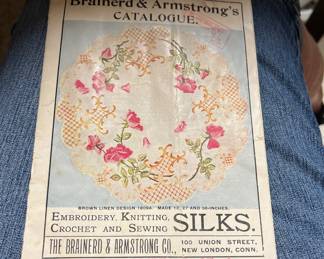 Brainerd & Armstrong's
CATALOGUE.
BROWN LINEN DESIGN 1809A. MADE 12, 27 AND 36-INCHES.
EMBROIDERY, KNITTING,
CROCHET AND SEWING SILKS.
THE BRAINERD & ARMSTRONG CO., 100 UNION STREET,
NEW LONDON, CONN.